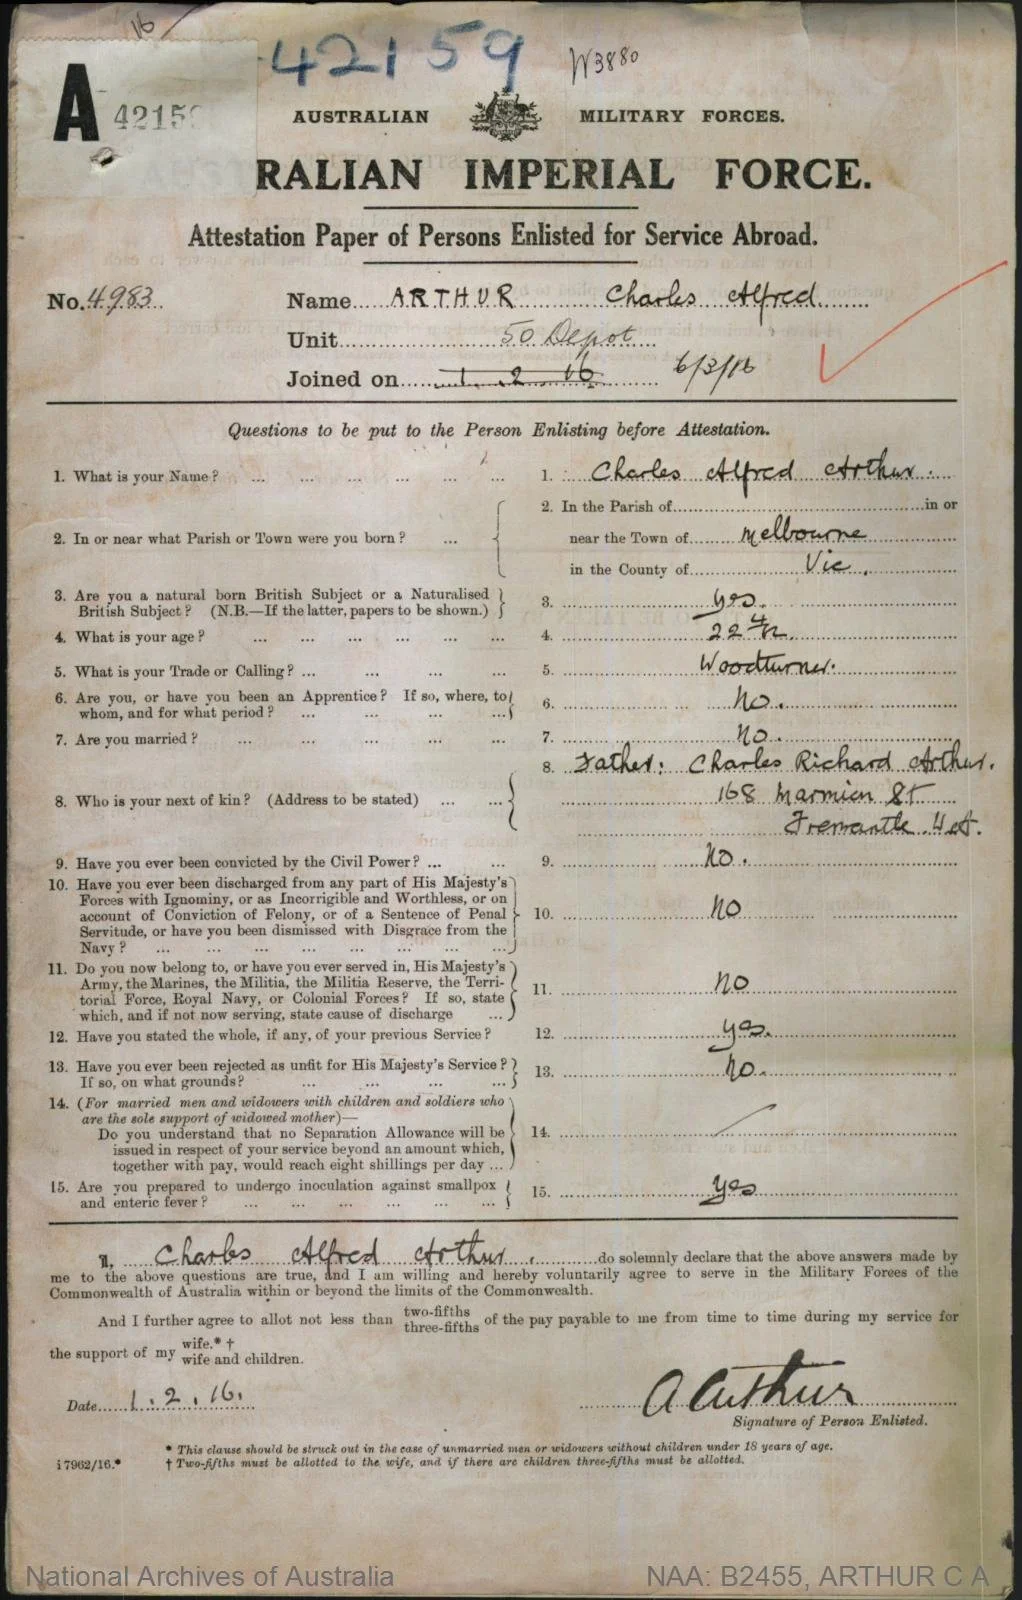 16
42159
W3880
A 42159
AUSTRALIAN MILITARY FORCES.
RALIAN IMPERIAL FORCE.
Attestation Paper of Persons Enlisted for Service Abroad.
No. 4983 Name ARTHUR Charles Alfred
Unit 50 Depot
Joined on 1 2 16 6/3/16
Questions to be put to the Person Enlisting before Attestation.
1. What is your Name? ... ... ... ... ... ... 1. Charles Alfred Arthur.
2. In or near what Parish or Town were you born? ... 2. In the Parish of in or
near the Town of Melbourne
in the County of Vic.
3. Are you a natural born British Subject or a Naturalised
British Subject? (N.B.—If the latter, papers to be shown.) 3. yes.
4. What is your age? ... ... ... ... ... ... 4. 22 4/12.
5. What is your Trade or Calling? ... ... ... ... 5. Woodturner.
6. Are you, or have you been an Apprentice? If so, where, to
whom, and for what period? ... ... ... ... 6. No.
7. Are you married? ... ... ... ... ... 7. No.
8. Who is your next of kin? (Address to be stated) ... ... 8. Father: Charles Richard Arthur.
168 Marmion St
Fremantle W.A.
9. Have you ever been convicted by the Civil Power? ... ... 9. No.
10. Have you ever been discharged from any part of His Majesty's
Forces with Ignominy, or as Incorrigible and Worthless, or on
account of Conviction of Felony, or of a Sentence of Penal
Servitude, or have you been dismissed with Disgrace from the
Navy? ... ... ... ... ... ... ... ... 10. No
11. Do you now belong to, or have you ever served in, His Majesty's
Army, the Marines, the Militia, the Militia Reserve, the Terri-
torial Force, Royal Navy, or Colonial Forces? If so, state
which, and if not now serving, state cause of discharge ... 11. No
12. Have you stated the whole, if any, of your previous Service? 12. yes.
13. Have you ever been rejected as unfit for His Majesty's Service?
If so, on what grounds? ... ... ... ... 13. No.
14. (For married men and widowers with children and soldiers who
are the sole support of widowed mother)—
Do you understand that no Separation Allowance will be
issued in respect of your service beyond an amount which,
together with pay, would reach eight shillings per day ... 14.
15. Are you prepared to undergo inoculation against smallpox
and enteric fever? ... ... ... ... ... ... 15. yes
I, Charles Alfred Arthur. do solemnly declare that the above answers made by
me to the above questions are true, and I am willing and hereby voluntarily agree to serve in the Military Forces of the
Commonwealth of Australia within or beyond the limits of the Commonwealth.
And I further agree to allot not less than two-fifths three-fifths of the pay payable to me from time to time during my service for
the support of my wife.* † wife and children.
Date 1.2.16. A Arthur
Signature of Person Enlisted.
* This clause should be struck out in the case of unmarried men or widowers without children under 18 years of age.
i 7962/16.* † Two-fifths must be allotted to the wife, and if there are children three-fifths must be allotted.
National Archives of Australia NAA: B2455, ARTHUR C A